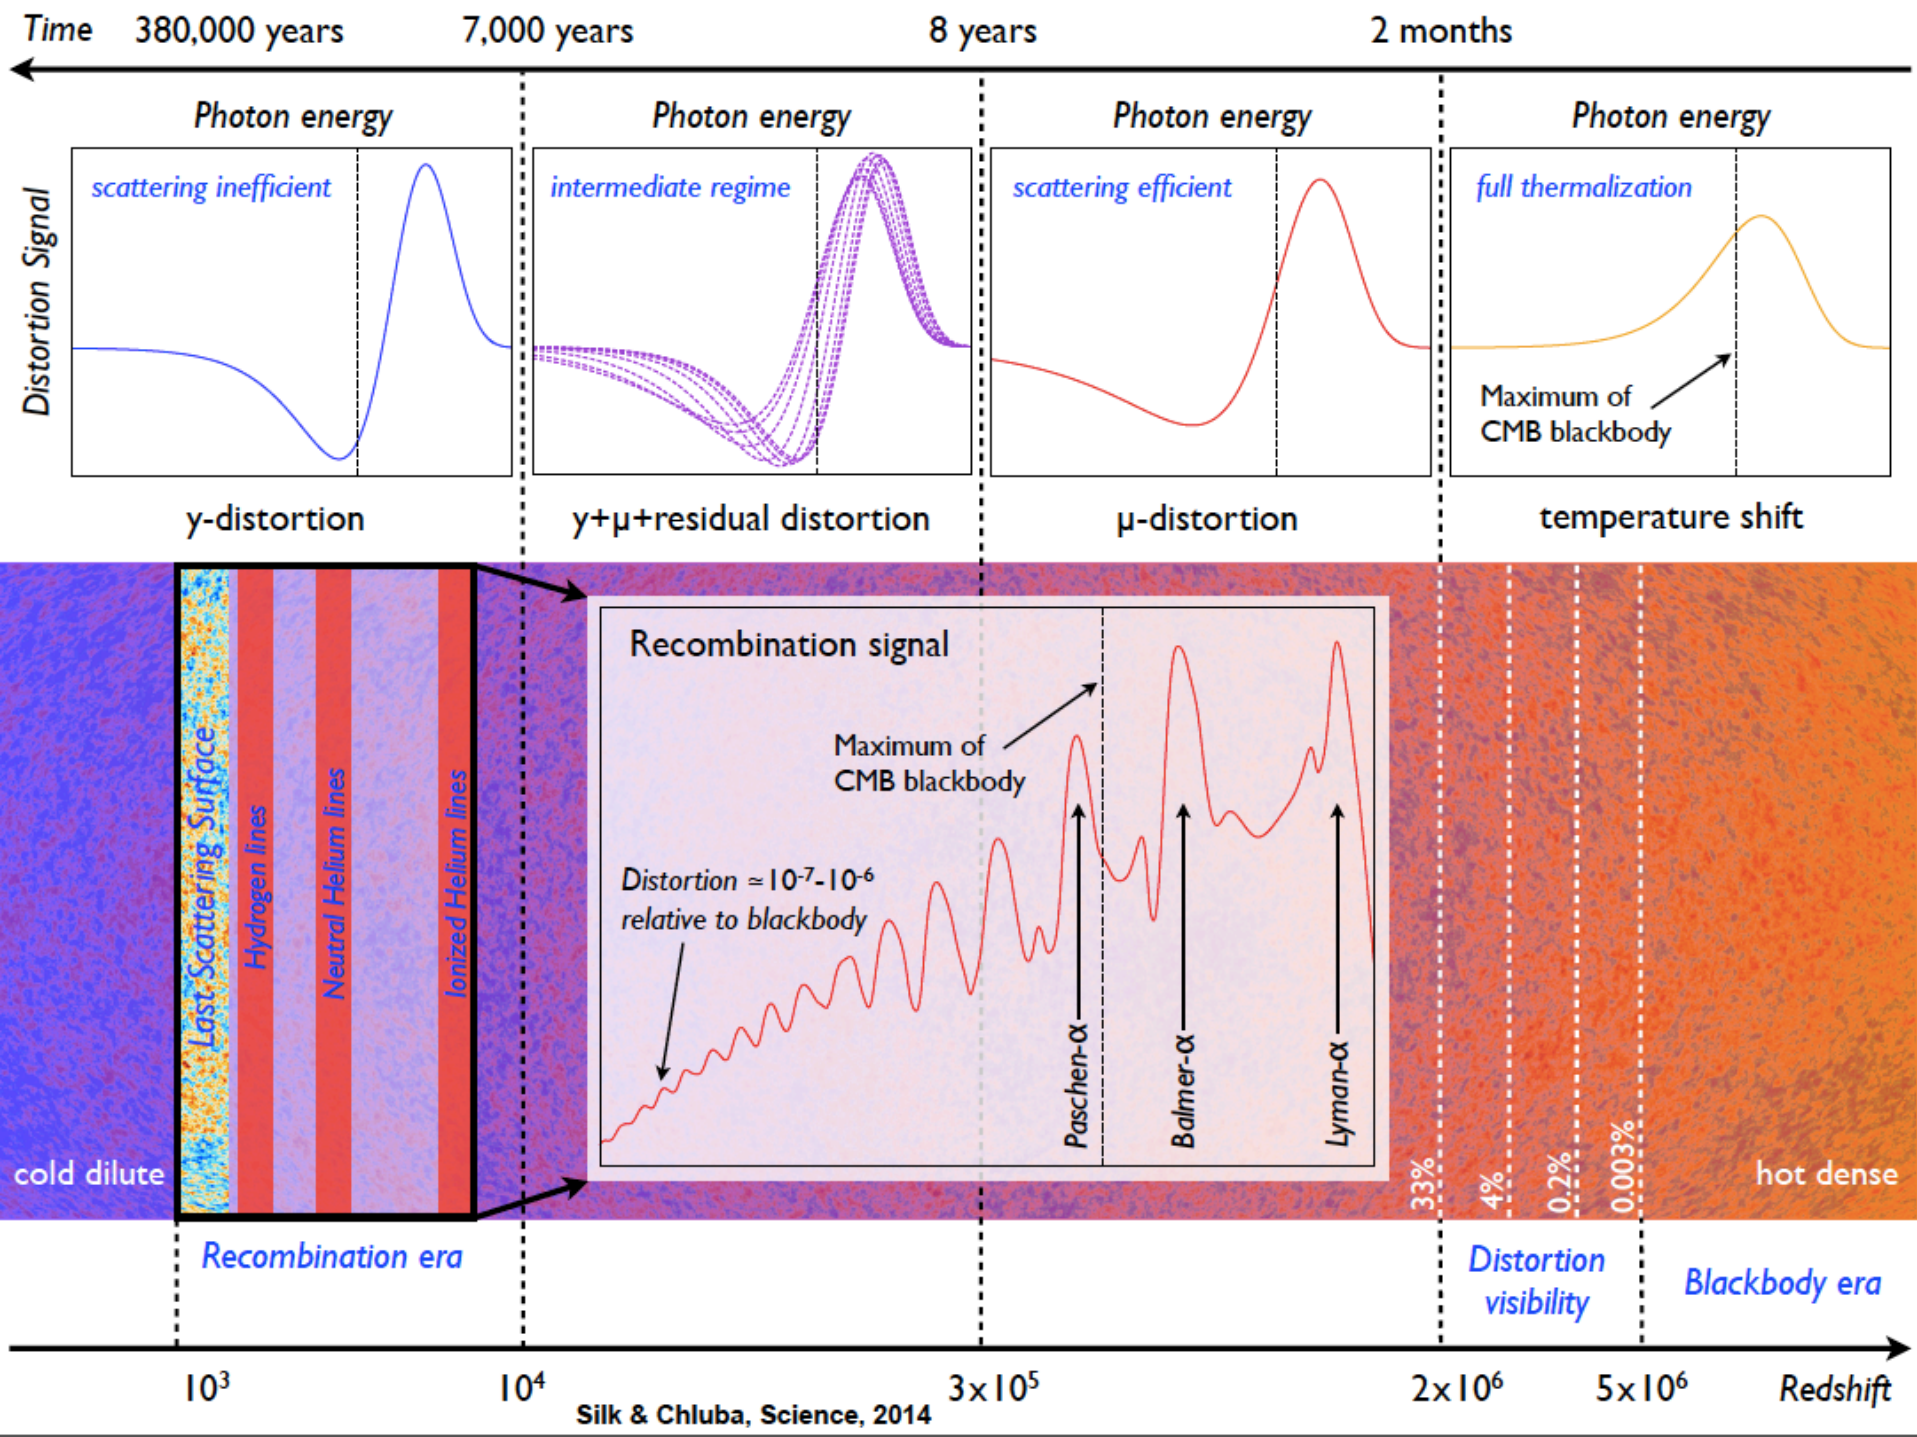 Time 380,000 years 7,000 years 8 years 2 months
Photon energy Photon energy Photon energy Photon energy
scattering inefficient intermediate regime scattering efficient full thermalization
Distortion Signal
Maximum of
CMB blackbody
y-distortion y+μ+residual distortion μ-distortion temperature shift
Last Scattering Surface
Hydrogen lines
Neutral Helium lines
Ionized Helium lines
Recombination signal
Maximum of
CMB blackbody
Distortion ≃10⁻⁷-10⁻⁶
relative to blackbody
Paschen-α
Balmer-α
Lyman-α
33%
4%
0.2%
0.003%
cold dilute hot dense
Recombination era
Distortion
visibility
Blackbody era
10³ 10⁴ 3x10⁵ 2x10⁶ 5x10⁶ Redshift
Silk & Chluba, Science, 2014